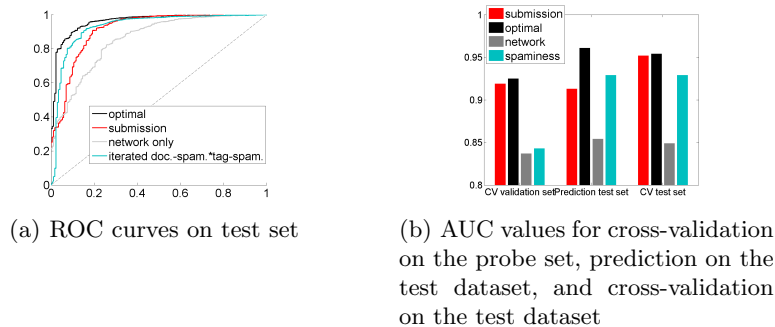 1
0.8
0.6
0.4
0.2
0
0 0.2 0.4 0.6 0.8 1
optimal
submission
network only
iterated doc.-spam.*tag-spam.
(a) ROC curves on test set
1
0.95
0.9
0.85
0.8
submission
optimal
network
spaminess
CV validation set Prediction test set CV test set
(b) AUC values for cross-validation
on the probe set, prediction on the
test dataset, and cross-validation
on the test dataset